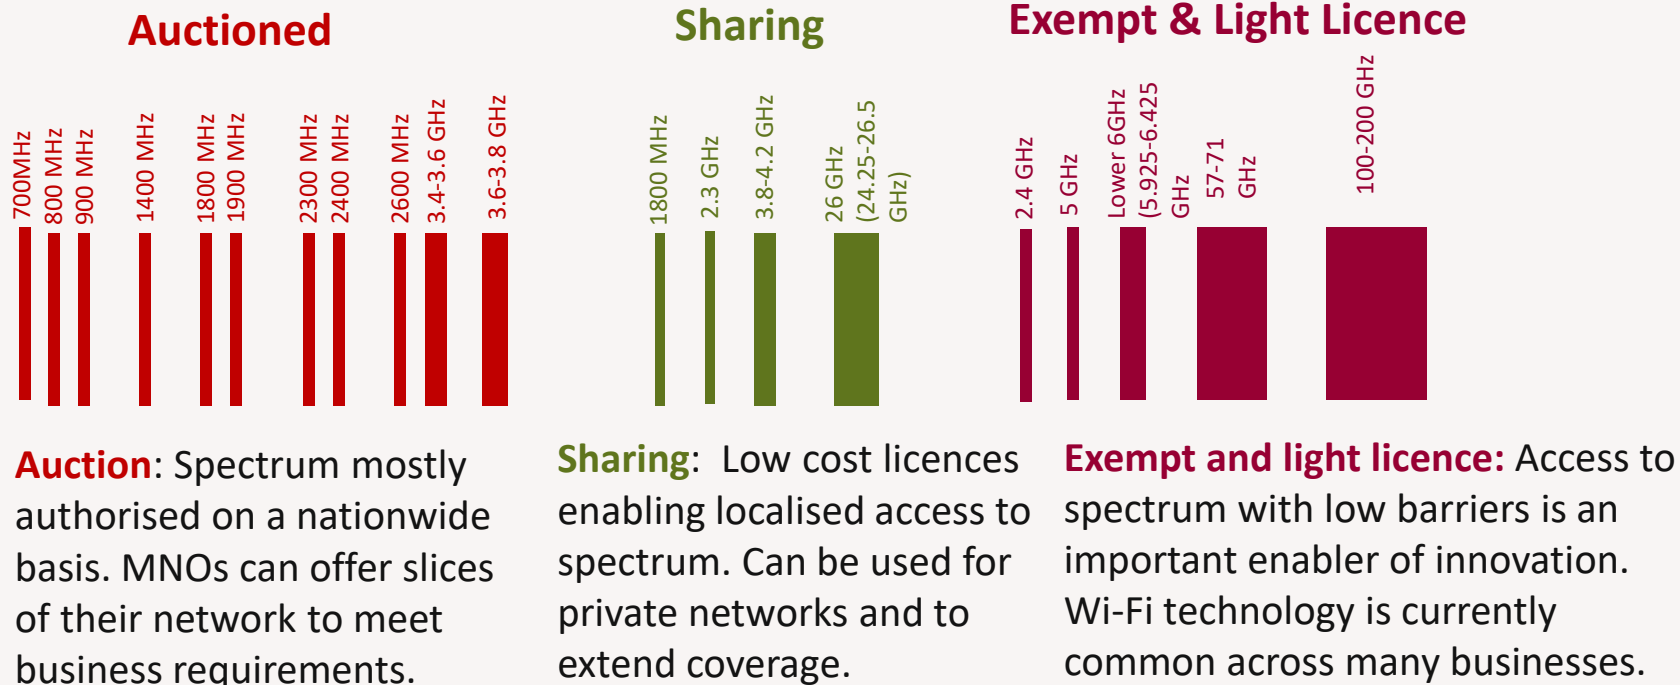 Auctioned
700MHz
800 MHz
900 MHz
1400 MHz
1800 MHz
1900 MHz
2300 MHz
2400 MHz
2600 MHz
3.4-3.6 GHz
3.6-3.8 GHz
Auction: Spectrum mostly
authorised on a nationwide
basis. MNOs can offer slices
of their network to meet
business requirements.
Sharing
1800 MHz
2.3 GHz
3.8-4.2 GHz
26 GHz
(24.25-26.5
GHz)
Sharing:  Low cost licences
enabling localised access to
spectrum. Can be used for
private networks and to
extend coverage.
Exempt & Light Licence
2.4 GHz
5 GHz
Lower 6GHz
(5.925-6.425
GHz
57-71
GHz
100-200 GHz
Exempt and light licence: Access to
spectrum with low barriers is an
important enabler of innovation.
Wi-Fi technology is currently
common across many businesses.